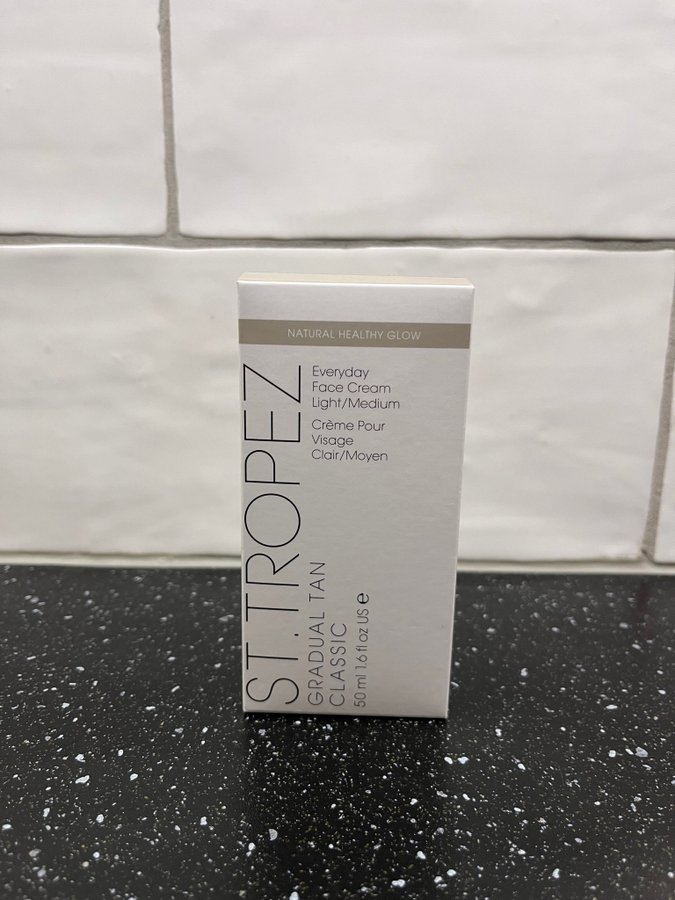 NATURAL HEALTHY GLOW
Everyday
Face Cream
Light/Medium
Crème Pour
Visage
Clair/Moyen
ST.TROPEZ
GRADUAL TAN
CLASSIC
50 ml 1.6 fl oz US ℮